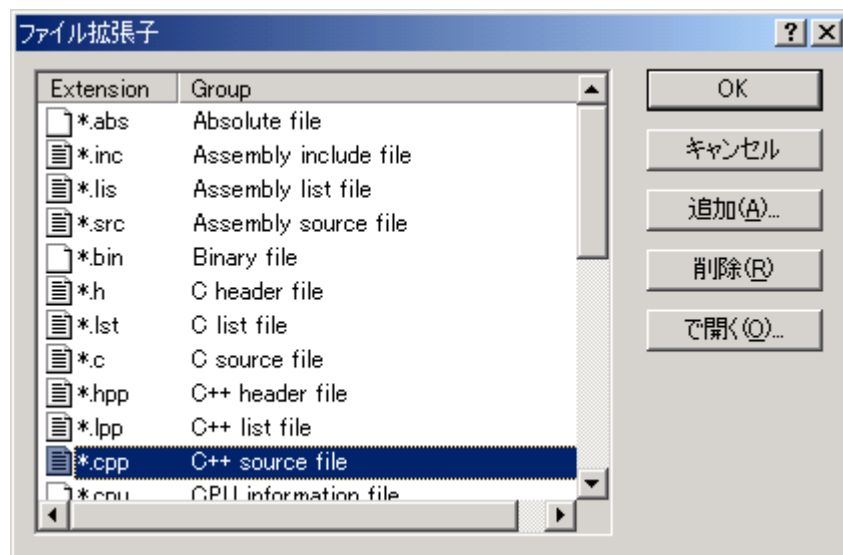 ファイル拡張子
Extension Group
*.abs Absolute file
*.inc Assembly include file
*.lis Assembly list file
*.src Assembly source file
*.bin Binary file
*.h C header file
*.lst C list file
*.c C source file
*.hpp C++ header file
*.lpp C++ list file
*.cpp C++ source file
*.cpu CPU information file
OK
キャンセル
追加(A)...
削除(R)
で開く(O)...